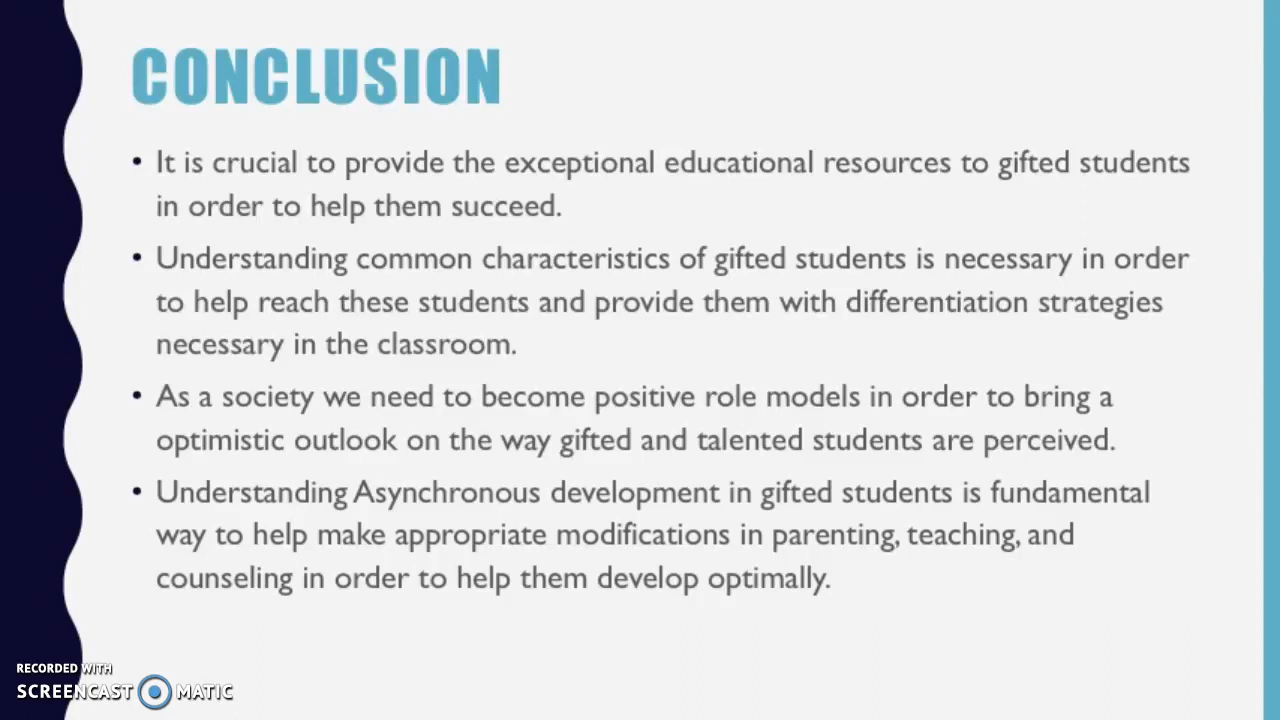 CONCLUSION
• It is crucial to provide the exceptional educational resources to gifted students
in order to help them succeed.
• Understanding common characteristics of gifted students is necessary in order
to help reach these students and provide them with differentiation strategies
necessary in the classroom.
• As a society we need to become positive role models in order to bring a
optimistic outlook on the way gifted and talented students are perceived.
• Understanding Asynchronous development in gifted students is fundamental
way to help make appropriate modifications in parenting, teaching, and
counseling in order to help them develop optimally.
RECORDED WITH
SCREENCAST MATIC